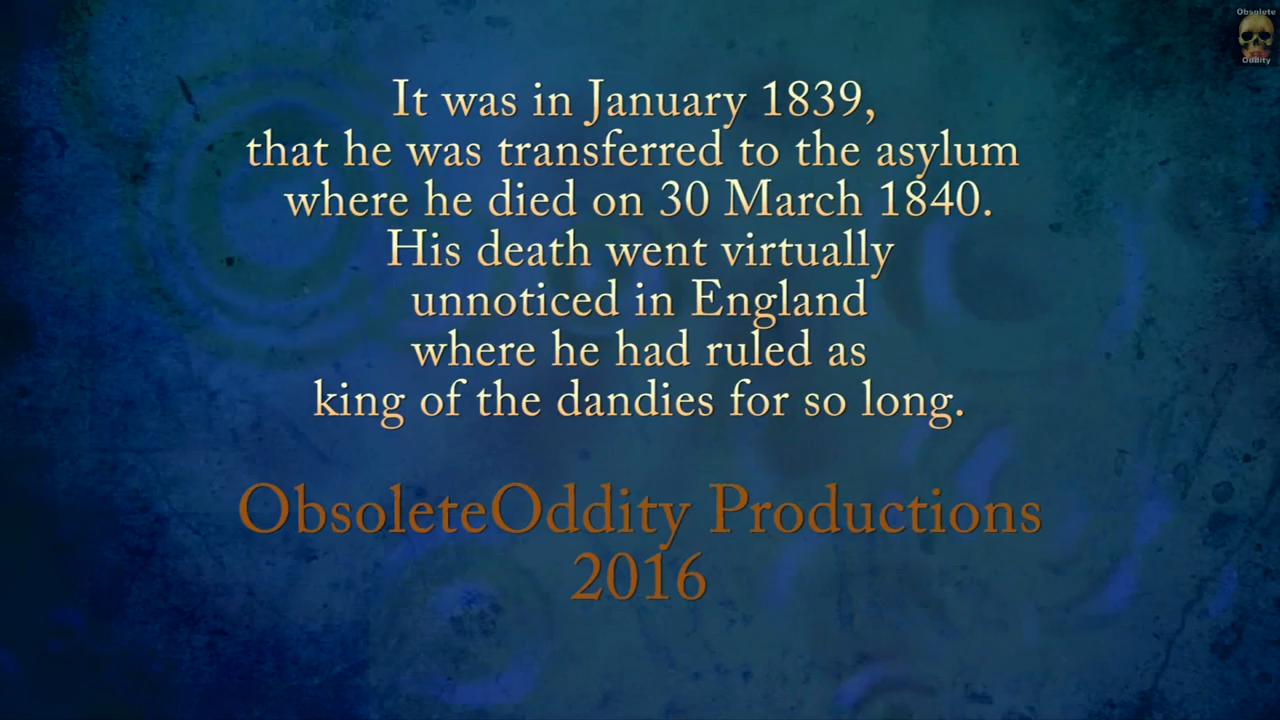 Obsolete
Oddity
It was in January 1839,
that he was transferred to the asylum
where he died on 30 March 1840.
His death went virtually
unnoticed in England
where he had ruled as
king of the dandies for so long.
ObsoleteOddity Productions
2016